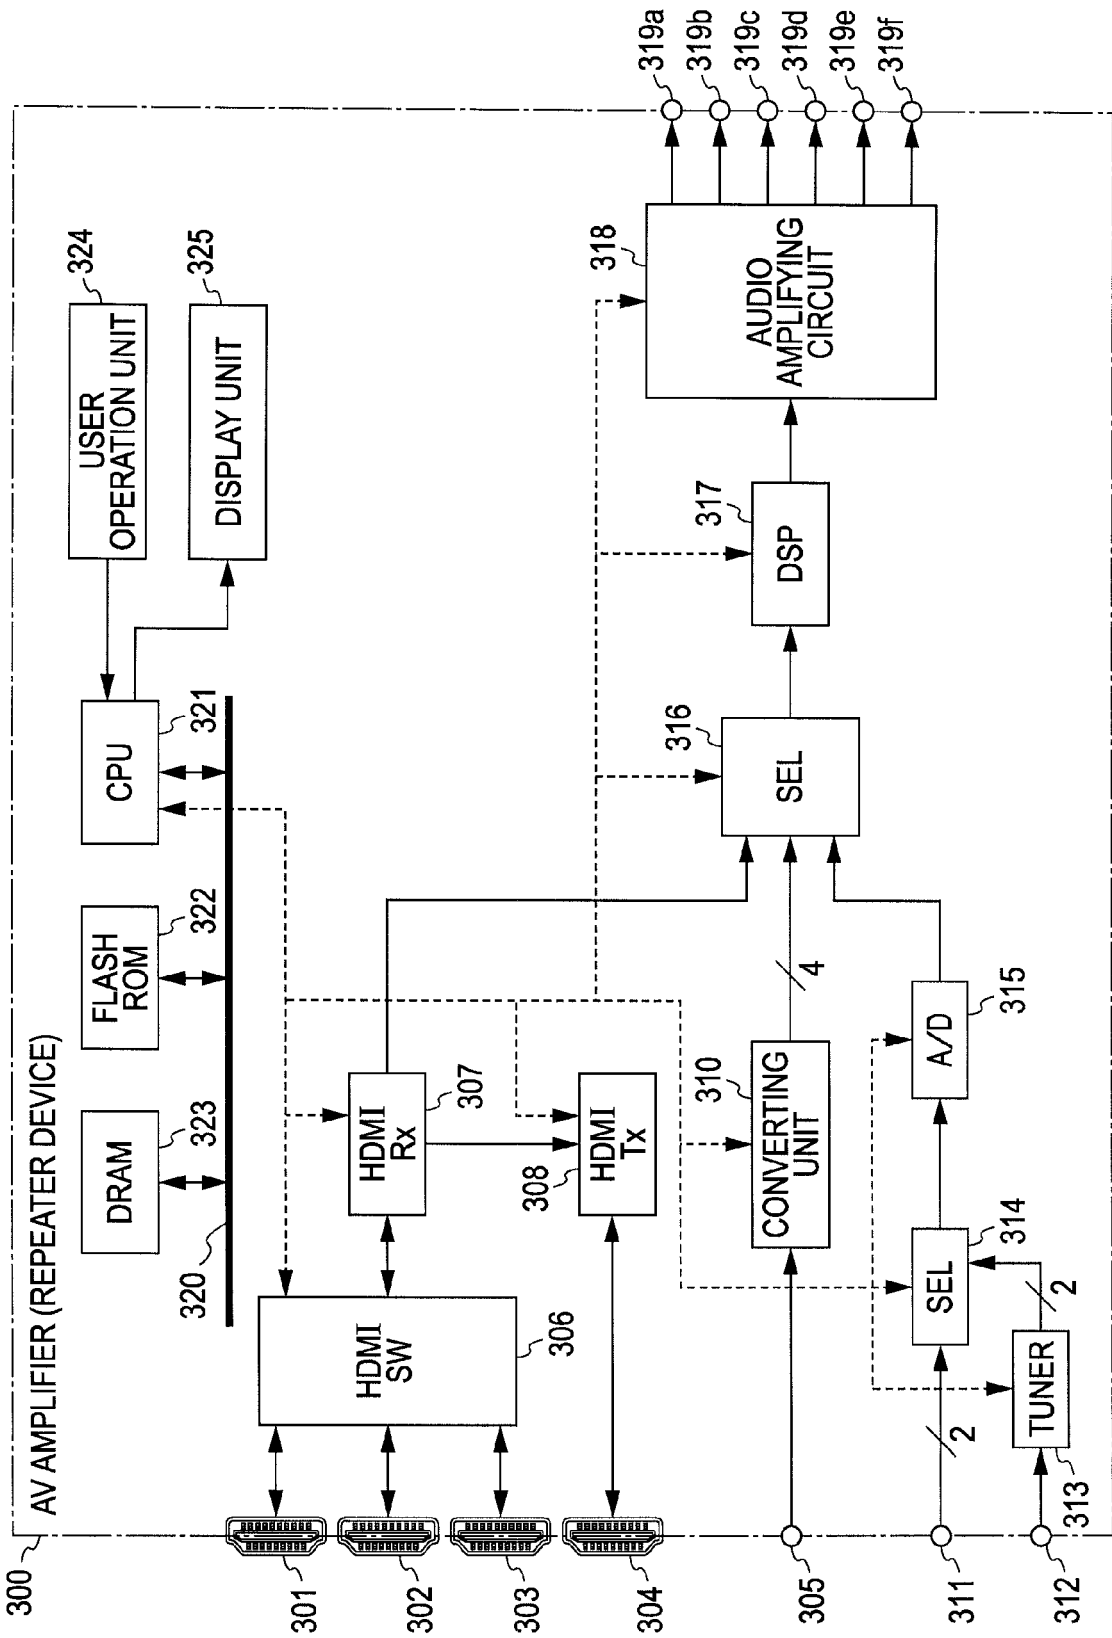 300
AV AMPLIFIER (REPEATER DEVICE)
DRAM
323
FLASH
ROM
322
CPU
321
USER
OPERATION UNIT
324
DISPLAY UNIT
325
320
301
302
303
304
HDMI
SW
306
HDMI
Rx
307
HDMI
Tx
308
305
CONVERTING
UNIT
310
4
SEL
316
DSP
317
AUDIO
AMPLIFYING
CIRCUIT
318
319a
319b
319c
319d
319e
319f
311
2
SEL
314
A/D
315
312
TUNER
313
2